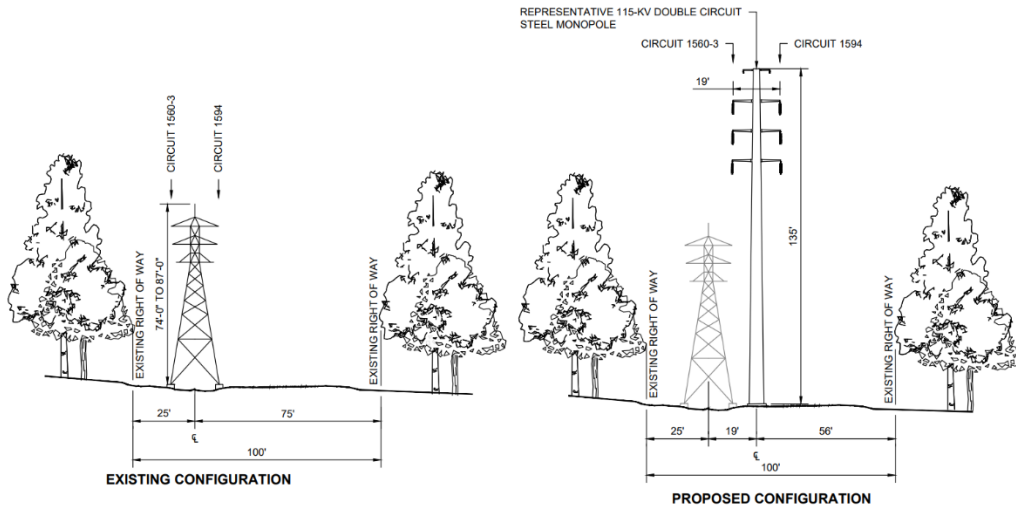 REPRESENTATIVE 115-KV DOUBLE CIRCUIT
STEEL MONOPOLE
CIRCUIT 1560-3
CIRCUIT 1594
19'
CIRCUIT 1560-3
CIRCUIT 1594
EXISTING RIGHT OF WAY
74'-0" TO 87'-0"
EXISTING RIGHT OF WAY
EXISTING RIGHT OF WAY
135'
EXISTING RIGHT OF WAY
25'
75'
℄
100'
EXISTING CONFIGURATION
25'
19'
56'
℄
100'
PROPOSED CONFIGURATION